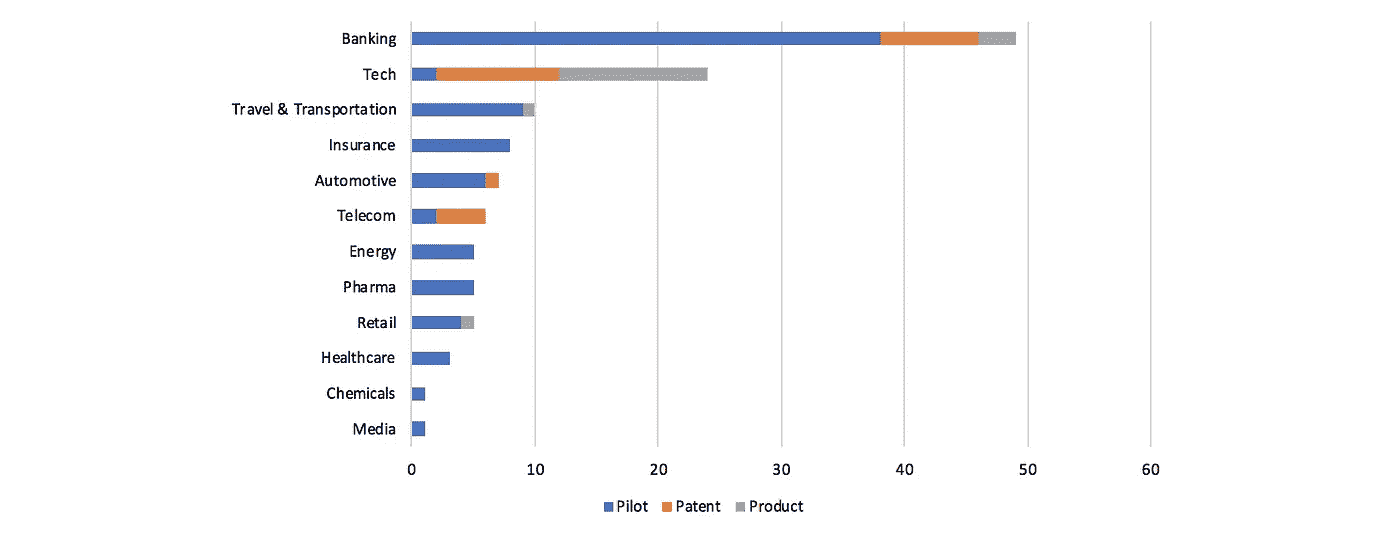 Banking
Tech
Travel & Transportation
Insurance
Automotive
Telecom
Energy
Pharma
Retail
Healthcare
Chemicals
Media
0 10 20 30 40 50 60
Pilot Patent Product